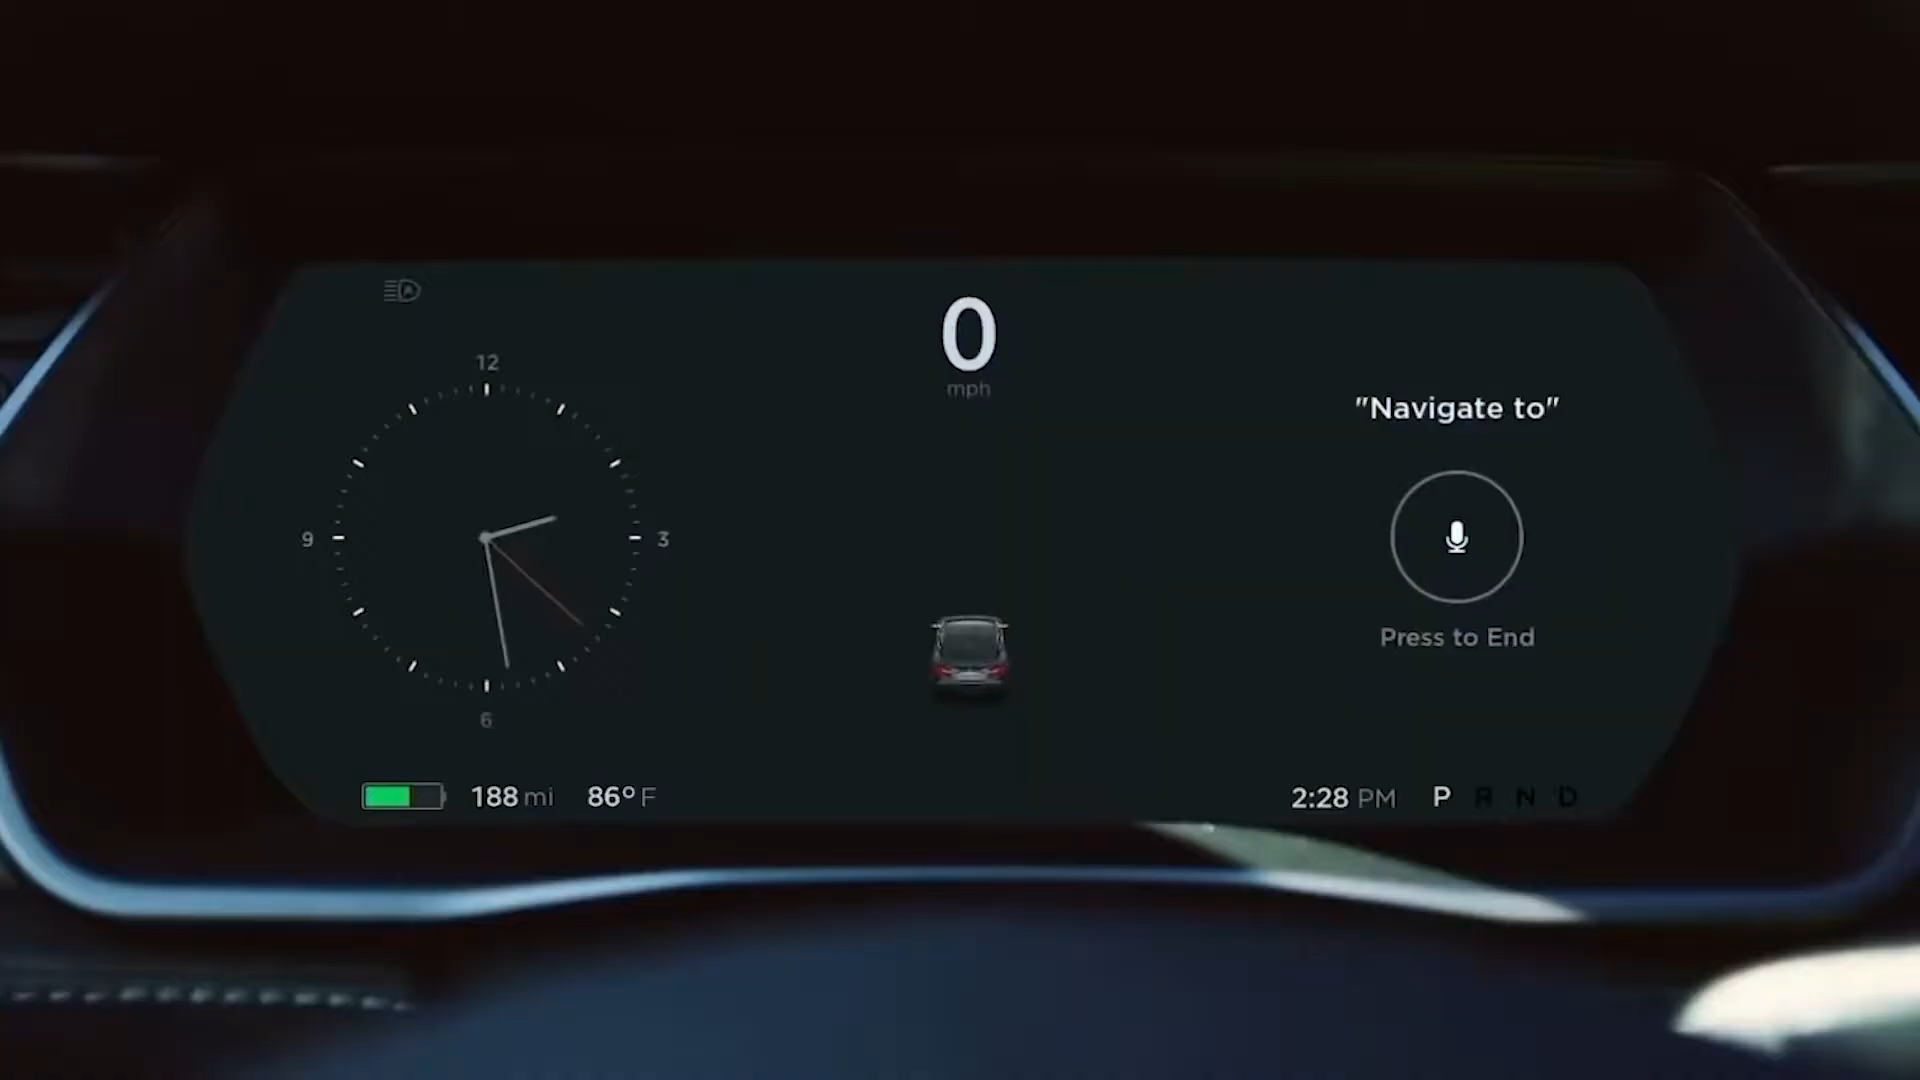 A
0
mph
12
9
3
6
"Navigate to"
Press to End
188 mi 86°F
2:28 PM P R N D